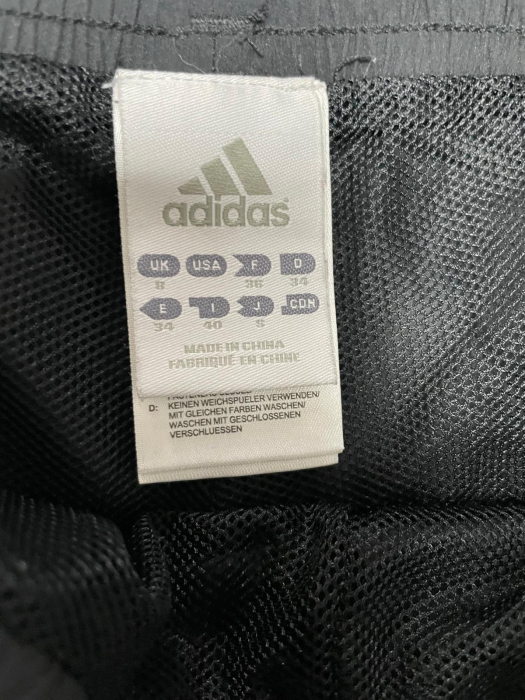 adidas
UK USA F D
8 36 34
E I J CDN
34 40 S
MADE IN CHINA
FABRIQUÉ EN CHINE
D: KEINEN WEICHSPUELER VERWENDEN/
MIT GLEICHEN FARBEN WASCHEN/
WASCHEN MIT GESCHLOSSENEN
VERSCHLUESSEN